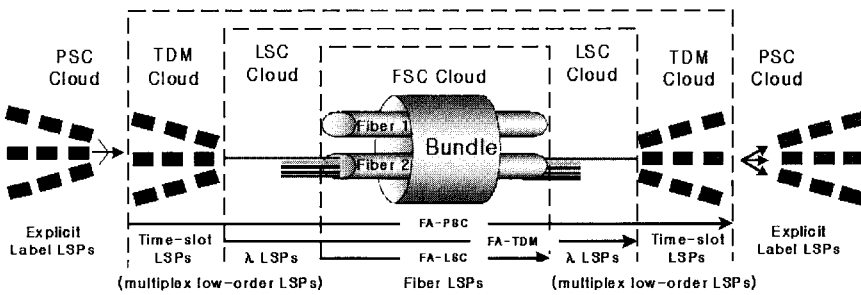 PSC Cloud
TDM Cloud
LSC Cloud
FSC Cloud
LSC Cloud
TDM Cloud
PSC Cloud
Fiber 1
Fiber 2
Bundle
Explicit Label LSPs
Time-slot LSPs
λ LSPs
FA-PSC
FA-TDM
FA-LSC
λ LSPs
Time-slot LSPs
Explicit Label LSPs
(multiplex low-order LSPs)
Fiber LSPs
(multiplex low-order LSPs)